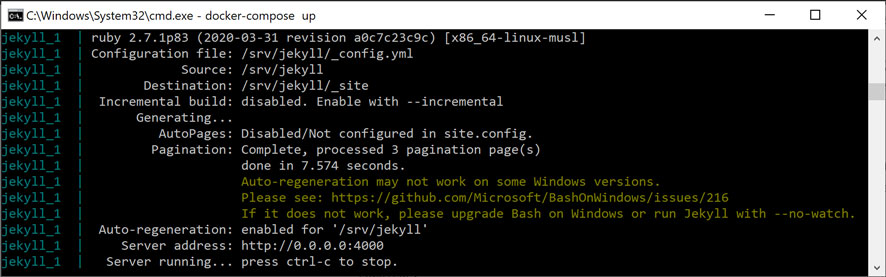 C:\Windows\System32\cmd.exe - docker-compose  up
jekyll_1  | ruby 2.7.1p83 (2020-03-31 revision a0c7c23c9c) [x86_64-linux-musl]
jekyll_1  | Configuration file: /srv/jekyll/_config.yml
jekyll_1  |             Source: /srv/jekyll
jekyll_1  |        Destination: /srv/jekyll/_site
jekyll_1  |  Incremental build: disabled. Enable with --incremental
jekyll_1  |       Generating...
jekyll_1  |          AutoPages: Disabled/Not configured in site.config.
jekyll_1  |         Pagination: Complete, processed 3 pagination page(s)
jekyll_1  |                     done in 7.574 seconds.
jekyll_1  |                     Auto-regeneration may not work on some Windows versions.
jekyll_1  |                     Please see: https://github.com/Microsoft/BashOnWindows/issues/216
jekyll_1  |                     If it does not work, please upgrade Bash on Windows or run Jekyll with --no-watch.
jekyll_1  |  Auto-regeneration: enabled for '/srv/jekyll'
jekyll_1  |     Server address: http://0.0.0.0:4000
jekyll_1  |   Server running... press ctrl-c to stop.